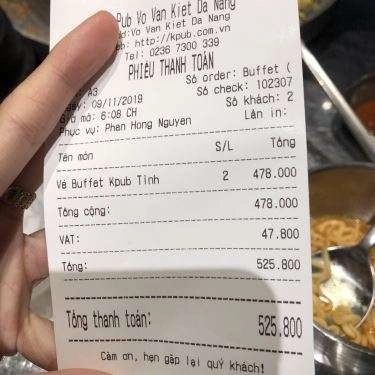 Pub Vo Van Kiet Da Nang
d:Vo Van Kiet Da Nang
http://kpub.com.vn
Tel: 0236 7300 339
PHIẾU THANH TOÁN
A3 Số order: Buffet (
09/11/2019 Số check: 102307
Giờ mở: 6:08 CH Số khách: 2
Phục vụ: Phan Hong Nguyen Lần in:
Tên món S/L Tổng
Vé Buffet Kpub Tỉnh 2 478.000
Tổng cộng: 478.000
VAT: 47.800
Tổng: 525.800
Tổng thanh toán: 525.800
Cảm ơn, hẹn gặp lại quý khách!